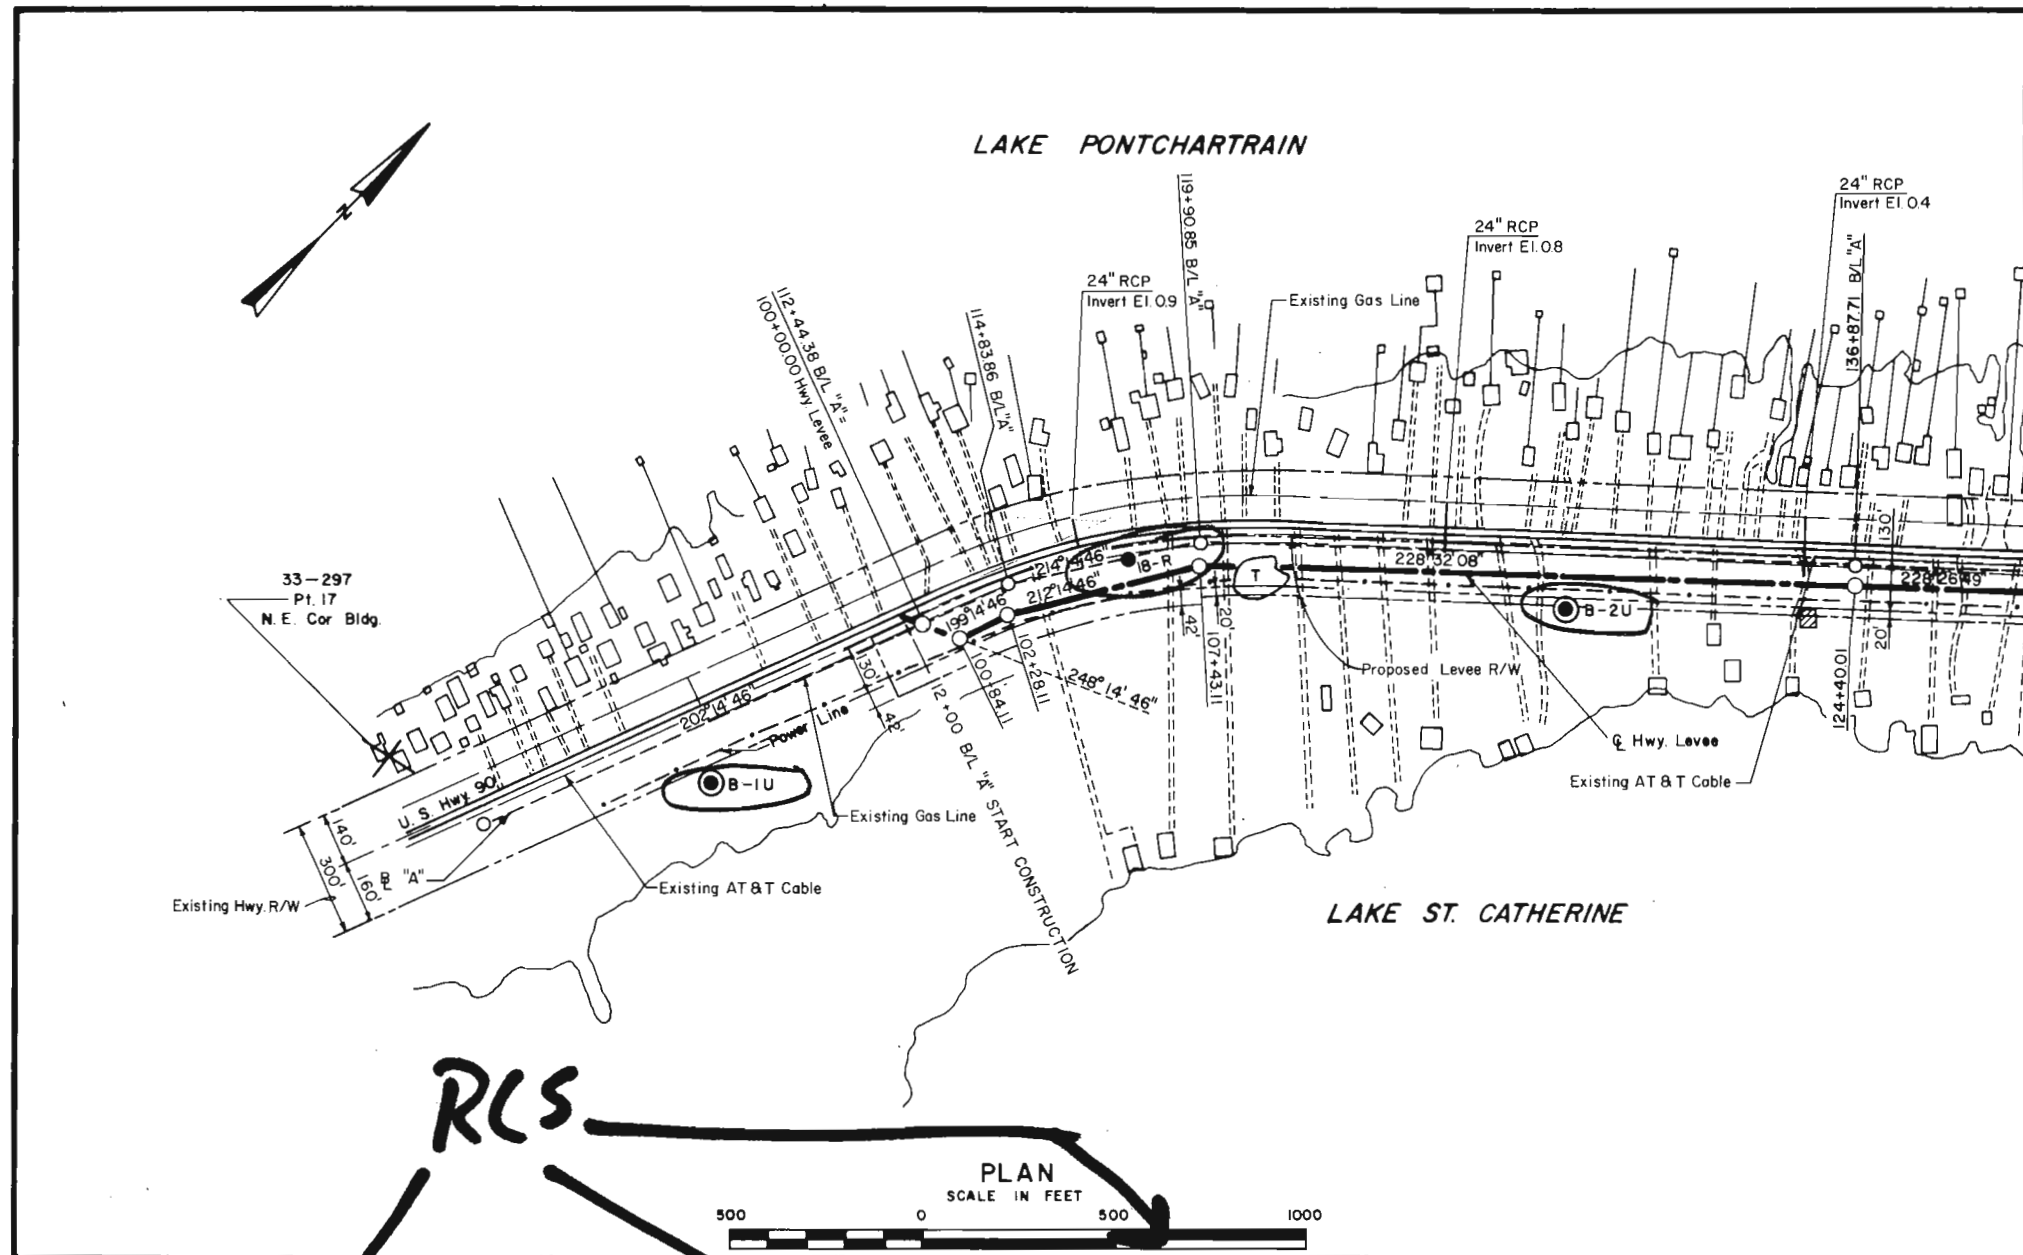 LAKE PONTCHARTRAIN
N
119+90.85 B/L "A"
24" RCP
Invert El. 0.4
136+87.71 B/L "A"
24" RCP
Invert El. 0.8
24" RCP
Invert El. 0.9
Existing Gas Line
112+44.38 B/L "A"
100+00.00 Hwy. Levee
114+83.86 B/L "A"
33-297
Pt. 17
N. E. Cor Bldg.
214°14'46"
18-R
212°14'46"
199°14'46"
T
228°32'08"
228°26'49"
B-2U
130'
20'
42'
20'
107+43.11
102+28.11
100+84.11
248°14'46"
130'
42'
Proposed Levee R/W
124+40.01
℄ Hwy. Levee
Existing AT&T Cable
202°14'46"
Power Line
B-1U
U. S. Hwy 90
Existing Gas Line
12+00 B/L "A" START CONSTRUCTION
140'
300'
160'
B/L "A"
Existing AT&T Cable
Existing Hwy. R/W
LAKE ST. CATHERINE
RCS
PLAN
SCALE IN FEET
500 0 500 1000